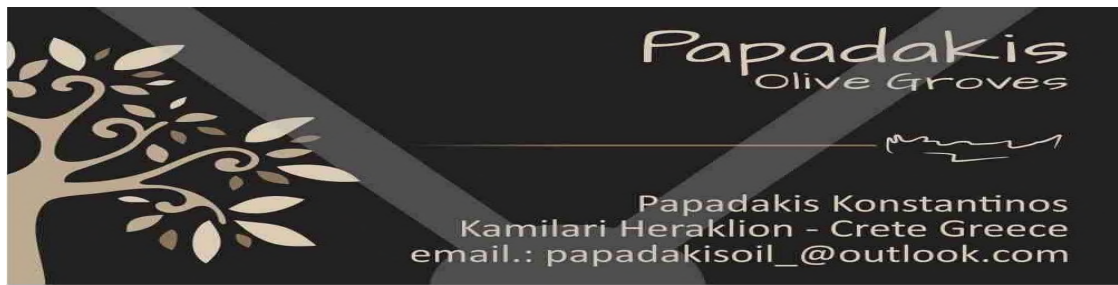 Papadakis
Olive Groves
Papadakis Konstantinos
Kamilari Heraklion - Crete Greece
email.: papadakisoil_@outlook.com